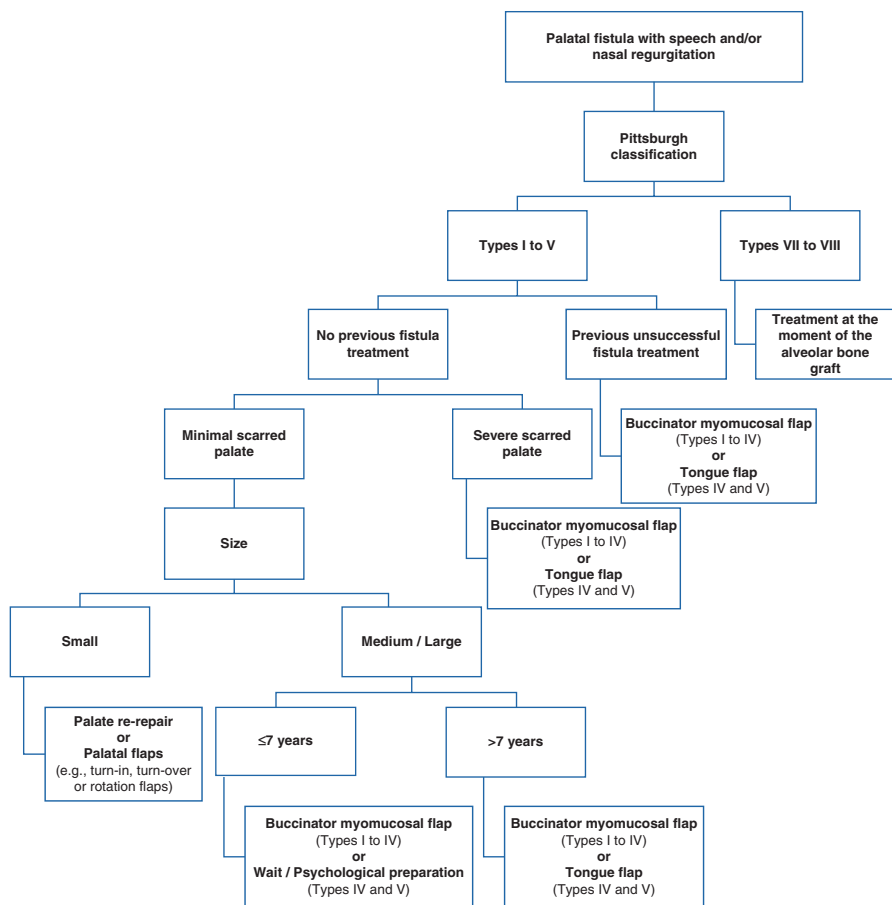 Palatal fistula with speech and/or
nasal regurgitation
Pittsburgh
classification
Types I to V
Types VII to VIII
No previous fistula
treatment
Previous unsuccessful
fistula treatment
Treatment at the
moment of the
alveolar bone
graft
Minimal scarred
palate
Severe scarred
palate
Buccinator myomucosal flap
(Types I to IV)
or
Tongue flap
(Types IV and V)
Size
Buccinator myomucosal flap
(Types I to IV)
or
Tongue flap
(Types IV and V)
Small
Medium / Large
Palate re-repair
or
Palatal flaps
(e.g., turn-in, turn-over
or rotation flaps)
≤7 years
>7 years
Buccinator myomucosal flap
(Types I to IV)
or
Wait / Psychological preparation
(Types IV and V)
Buccinator myomucosal flap
(Types I to IV)
or
Tongue flap
(Types IV and V)